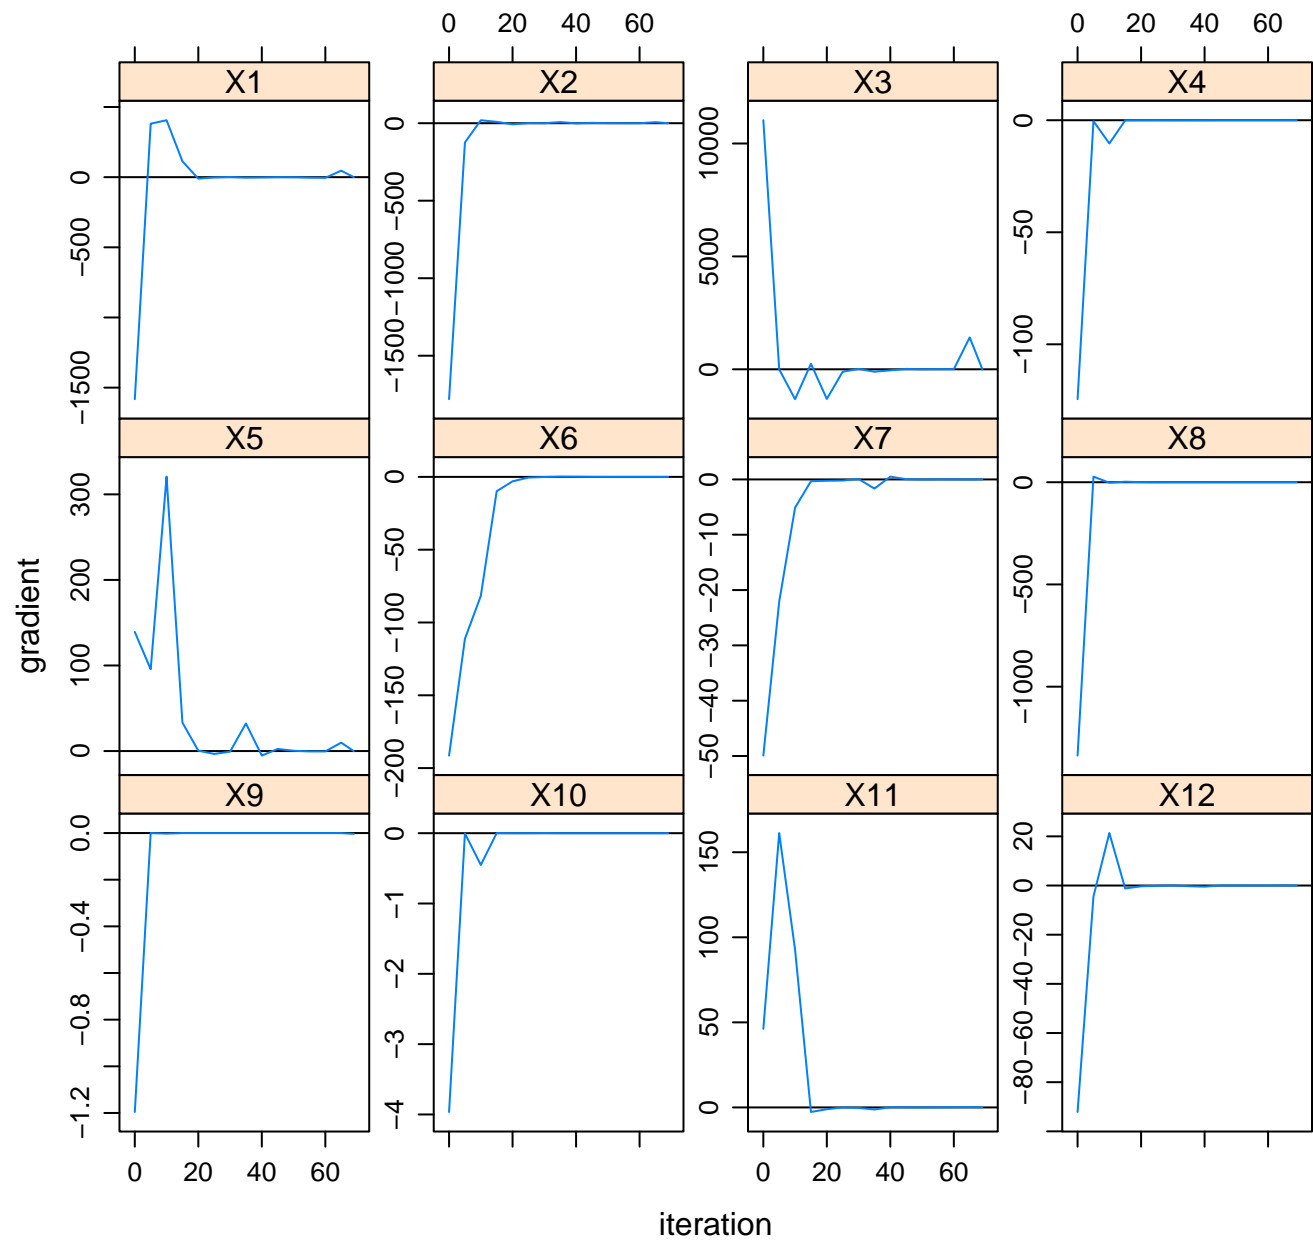 0 20 40 60 0 20 40 60
X1 X2 X3 X4
−1500 −500 0
−1500 −1000 −500 0
0 5000 10000
−100 −50 0
X5 X6 X7 X8
0 100 200 300
−200 −150 −100 −50 0
−50 −40 −30 −20 −10 0
−1000 −500 0
gradient
X9 X10 X11 X12
−1.2 −0.8 −0.4 0.0
−4 −3 −2 −1 0
0 50 100 150
−80 −60 −40 −20 0 20
0 20 40 60 0 20 40 60
iteration